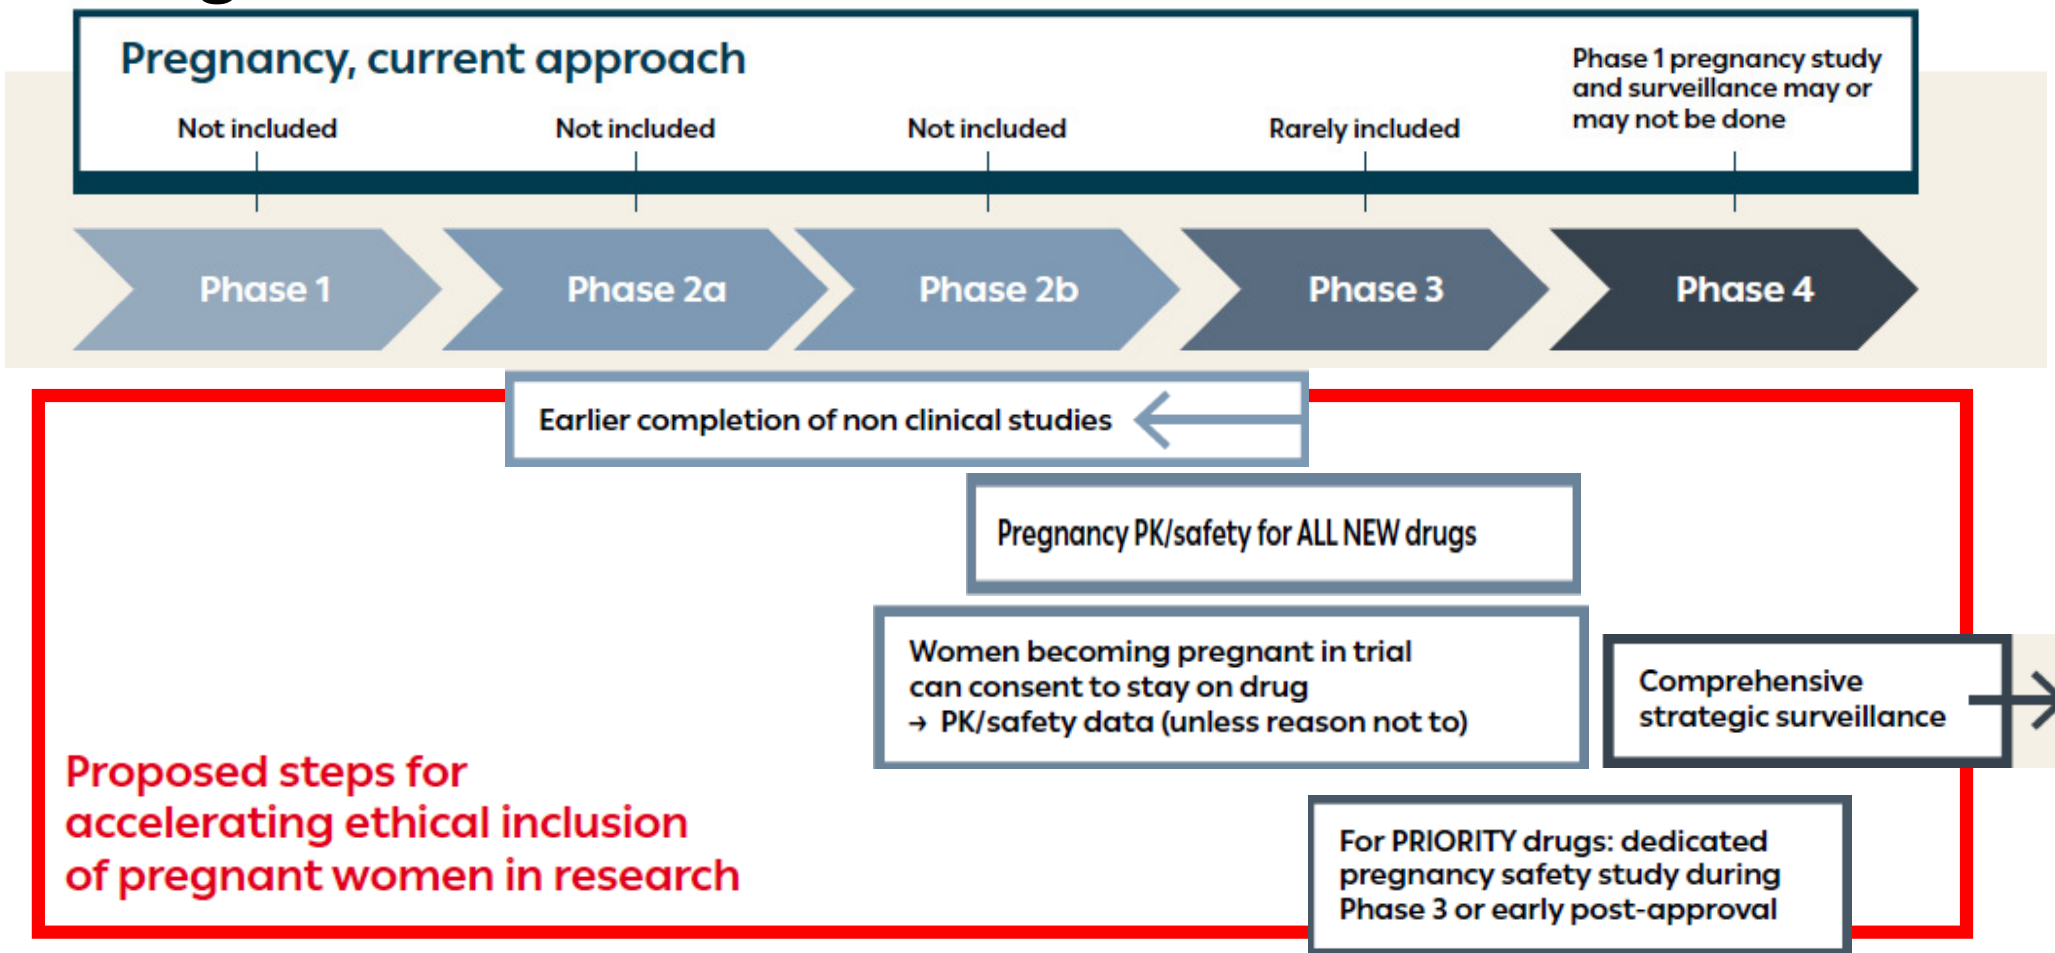 Pregnancy, current approach
Not included
Not included
Not included
Rarely included
Phase 1 pregnancy study
and surveillance may or
may not be done
Phase 1
Phase 2a
Phase 2b
Phase 3
Phase 4
Earlier completion of non clinical studies
Pregnancy PK/safety for ALL NEW drugs
Women becoming pregnant in trial
can consent to stay on drug
→ PK/safety data (unless reason not to)
Comprehensive
strategic surveillance
Proposed steps for
accelerating ethical inclusion
of pregnant women in research
For PRIORITY drugs: dedicated
pregnancy safety study during
Phase 3 or early post-approval